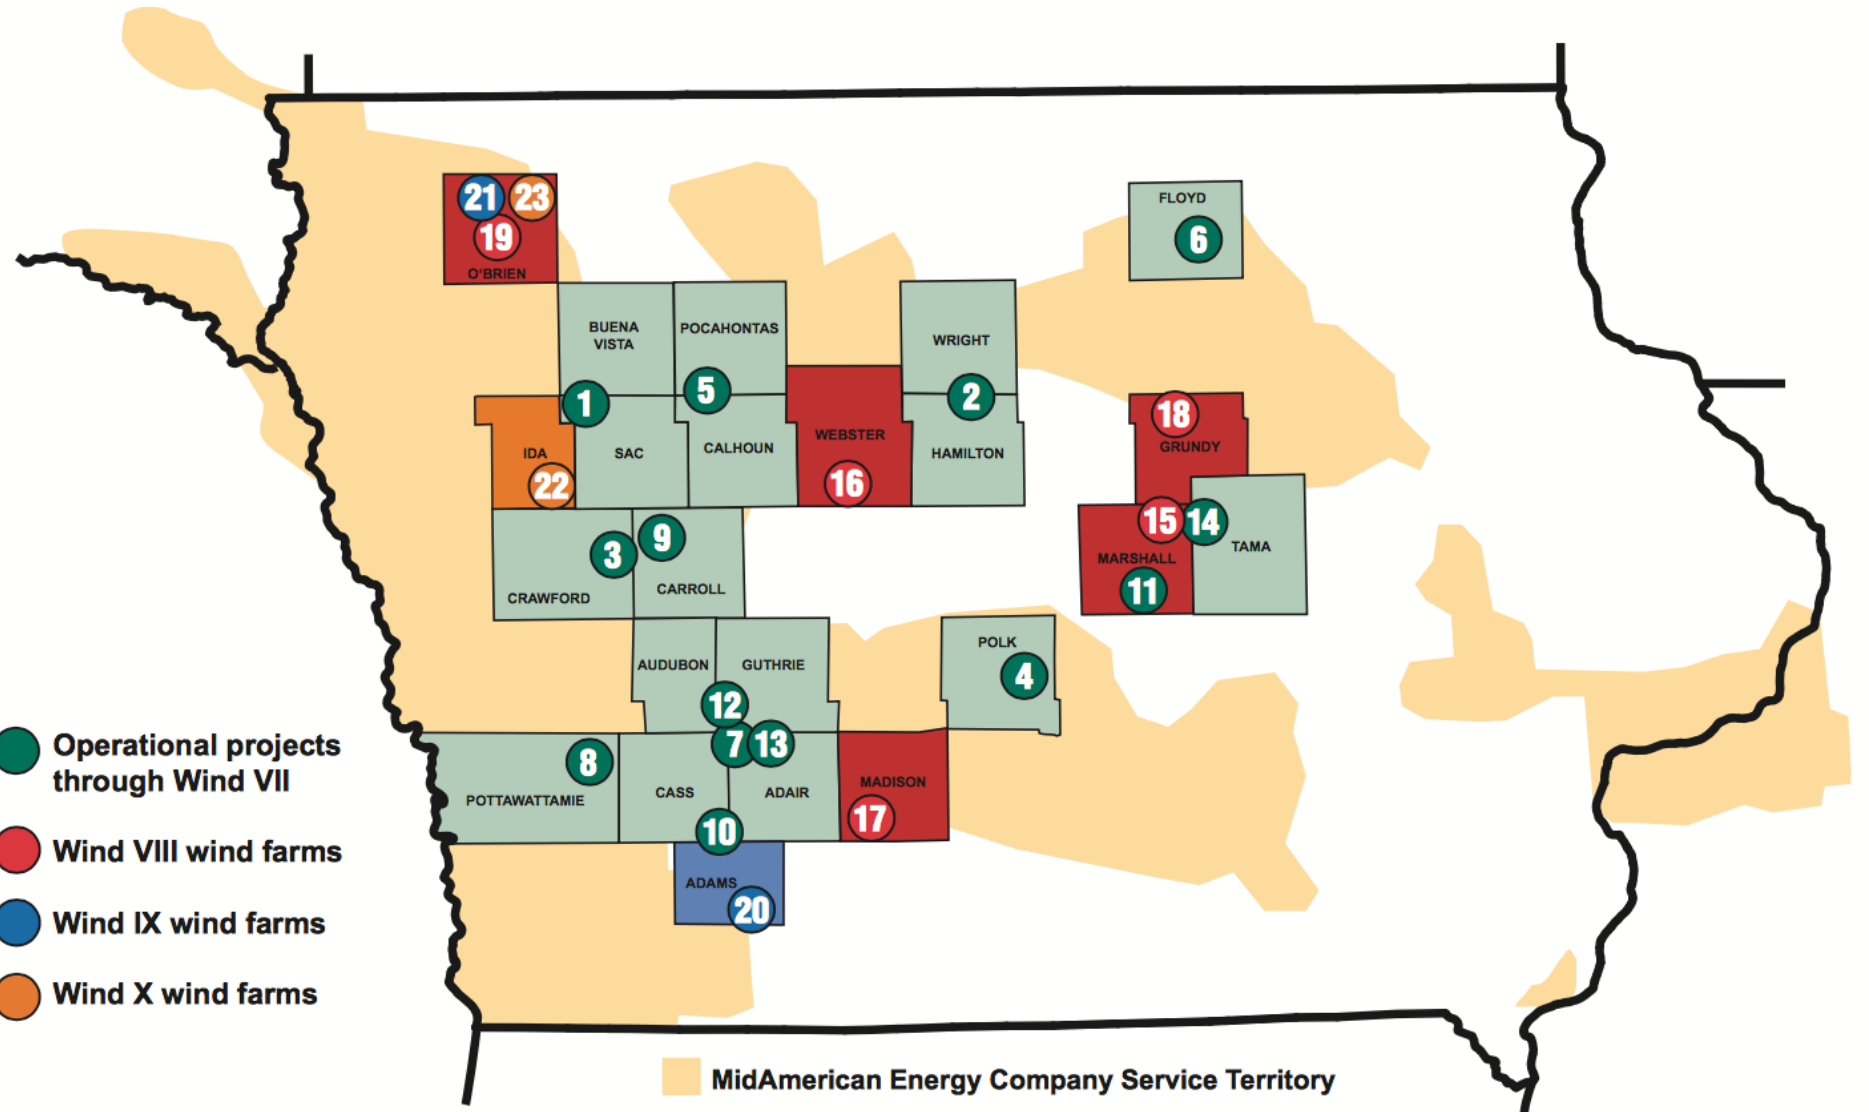 21 23
19
O'BRIEN
FLOYD
6
BUENA
VISTA
POCAHONTAS
WRIGHT
1
5
2
18
WEBSTER
GRUNDY
IDA
SAC
CALHOUN
HAMILTON
22
16
15 14
9
3
TAMA
MARSHALL
11
CARROLL
CRAWFORD
POLK
AUDUBON
GUTHRIE
4
12
7 13
8
MADISON
POTTAWATTAMIE
CASS
ADAIR
17
10
ADAMS
20
Operational projects
through Wind VII
Wind VIII wind farms
Wind IX wind farms
Wind X wind farms
MidAmerican Energy Company Service Territory